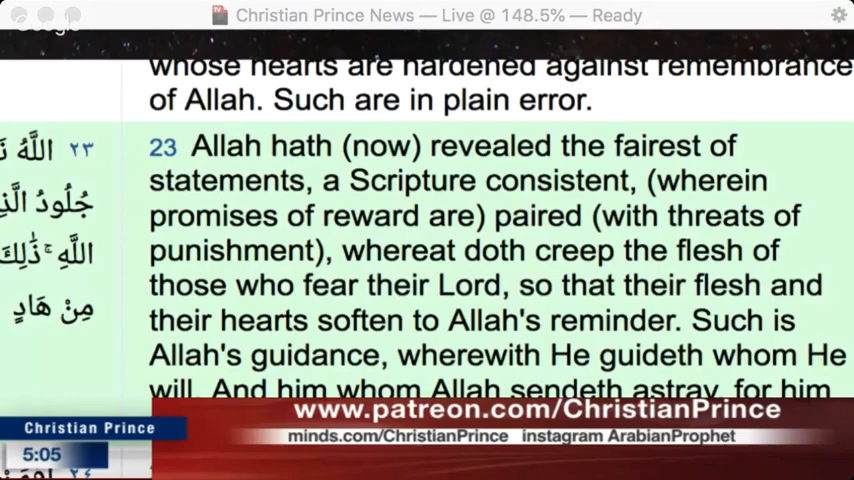 Christian Prince News — Live @ 148.5% — Ready
Google
whose hearts are hardened against remembrance
of Allah. Such are in plain error.
23 Allah hath (now) revealed the fairest of
statements, a Scripture consistent, (wherein
promises of reward are) paired (with threats of
punishment), whereat doth creep the flesh of
those who fear their Lord, so that their flesh and
their hearts soften to Allah's reminder. Such is
Allah's guidance, wherewith He guideth whom He
will. And him whom Allah sendeth astray, for him
٢٣ اللَّهُ
جُلُودُ
اللَّهِ ۚ ذَٰلِكَ
مِنْ هَادٍ
٢٤
www.patreon.com/ChristianPrince
Christian Prince
minds.com/ChristianPrince instagram ArabianProphet
5:05